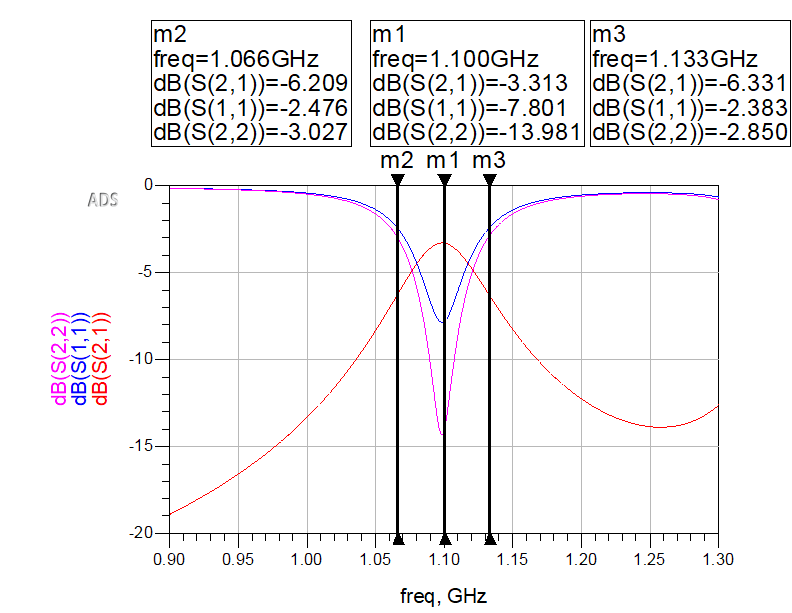 m2
freq=1.066GHz
dB(S(2,1))=-6.209
dB(S(1,1))=-2.476
dB(S(2,2))=-3.027
m1
freq=1.100GHz
dB(S(2,1))=-3.313
dB(S(1,1))=-7.801
dB(S(2,2))=-13.981
m3
freq=1.133GHz
dB(S(2,1))=-6.331
dB(S(1,1))=-2.383
dB(S(2,2))=-2.850
m2 m1 m3
ADS
dB(S(2,2))
dB(S(1,1))
dB(S(2,1))
0
-5
-10
-15
-20
0.90 0.95 1.00 1.05 1.10 1.15 1.20 1.25 1.30
freq, GHz